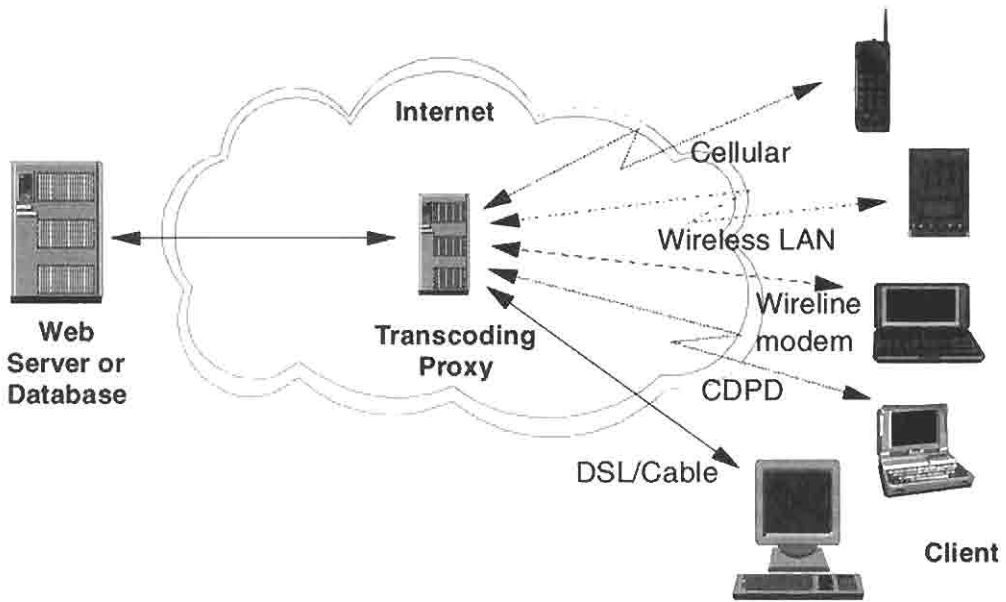 Internet
Cellular
Wireless LAN
Web
Server or
Database
Transcoding
Proxy
Wireline
modem
CDPD
DSL/Cable
Client